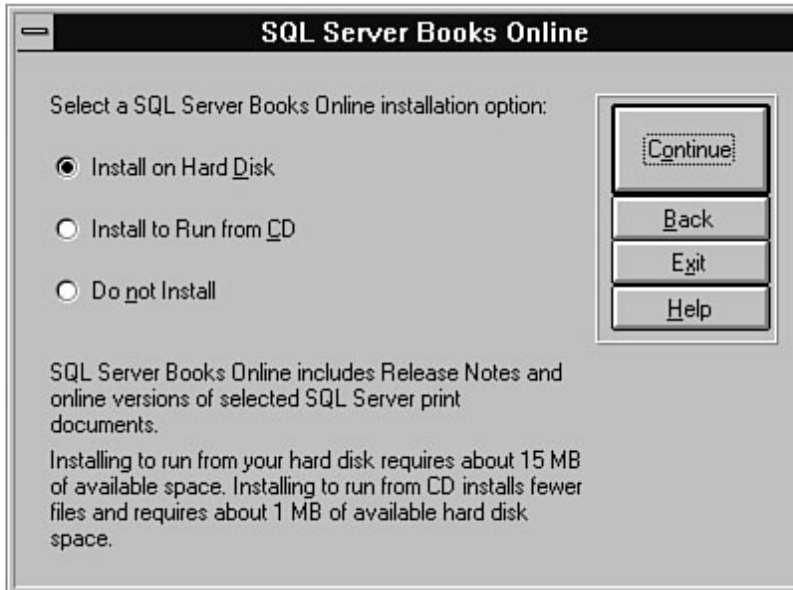 SQL Server Books Online
Select a SQL Server Books Online installation option:
Install on Hard Disk
Install to Run from CD
Do not Install
Continue
Back
Exit
Help
SQL Server Books Online includes Release Notes and
online versions of selected SQL Server print
documents.
Installing to run from your hard disk requires about 15 MB
of available space. Installing to run from CD installs fewer
files and requires about 1 MB of available hard disk
space.